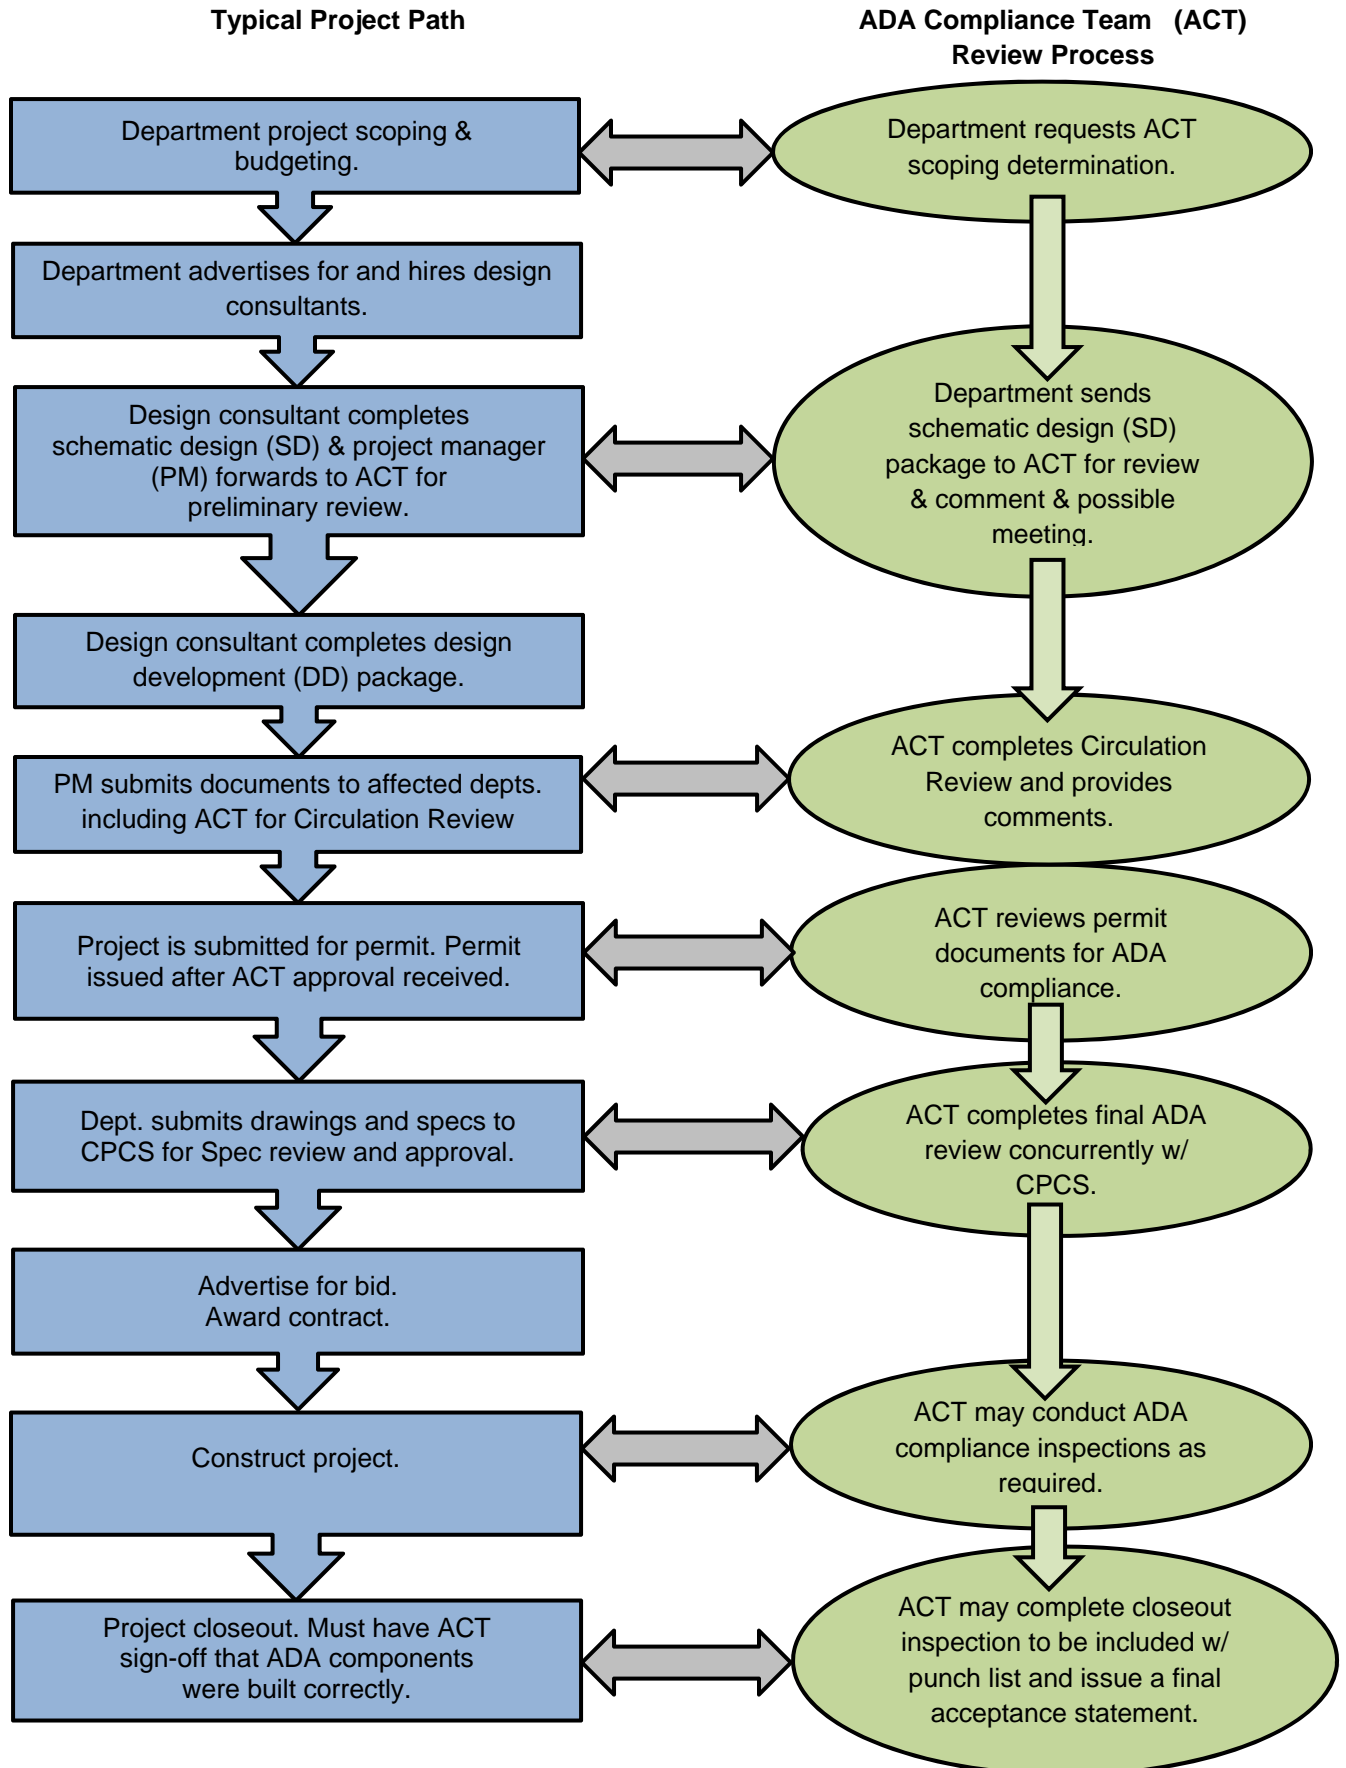 Typical Project Path
ADA Compliance Team (ACT)
Review Process
Department project scoping &
budgeting.
Department requests ACT
scoping determination.
Department advertises for and hires design
consultants.
Design consultant completes
schematic design (SD) & project manager
(PM) forwards to ACT for
preliminary review.
Department sends
schematic design (SD)
package to ACT for review
& comment & possible
meeting.
Design consultant completes design
development (DD) package.
PM submits documents to affected depts.
including ACT for Circulation Review
ACT completes Circulation
Review and provides
comments.
Project is submitted for permit. Permit
issued after ACT approval received.
ACT reviews permit
documents for ADA
compliance.
Dept. submits drawings and specs to
CPCS for Spec review and approval.
ACT completes final ADA
review concurrently w/
CPCS.
Advertise for bid.
Award contract.
Construct project.
ACT may conduct ADA
compliance inspections as
required.
Project closeout. Must have ACT
sign-off that ADA components
were built correctly.
ACT may complete closeout
inspection to be included w/
punch list and issue a final
acceptance statement.